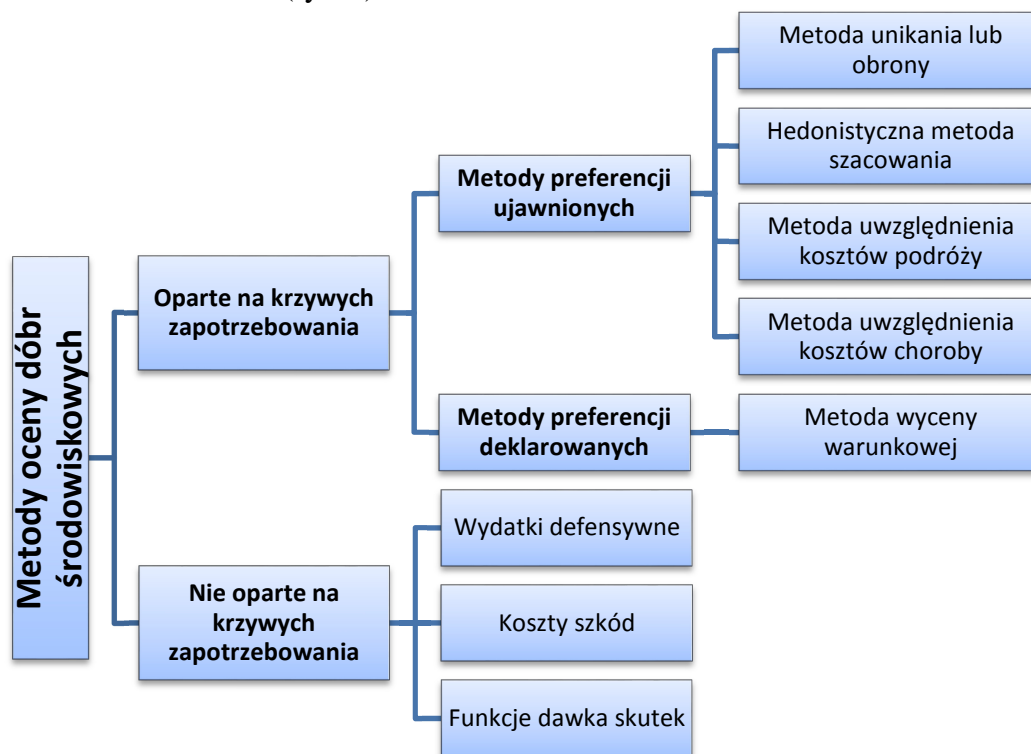 Metody oceny dóbr
środowiskowych
Oparte na krzywych
zapotrzebowania
Metody preferencji
ujawnionych
Metoda unikania lub
obrony
Hedonistyczna metoda
szacowania
Metoda uwzględnienia
kosztów podróży
Metoda uwzględnienia
kosztów choroby
Metody preferencji
deklarowanych
Metoda wyceny
warunkowej
Nie oparte na
krzywych
zapotrzebowania
Wydatki defensywne
Koszty szkód
Funkcje dawka skutek